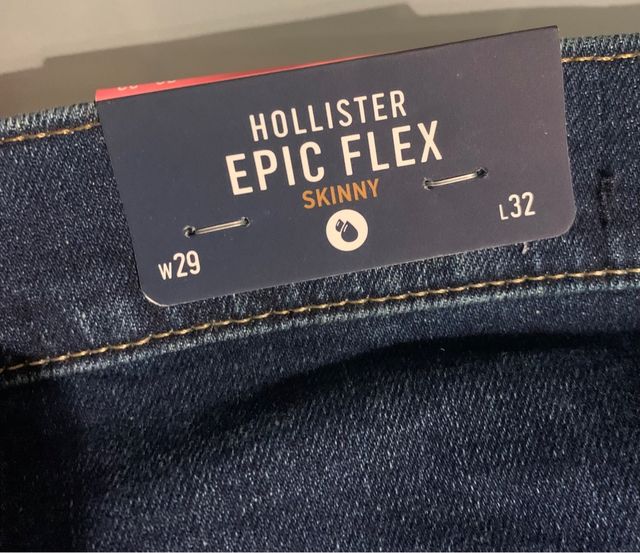 HOLLISTER
EPIC FLEX
SKINNY
W29
L32